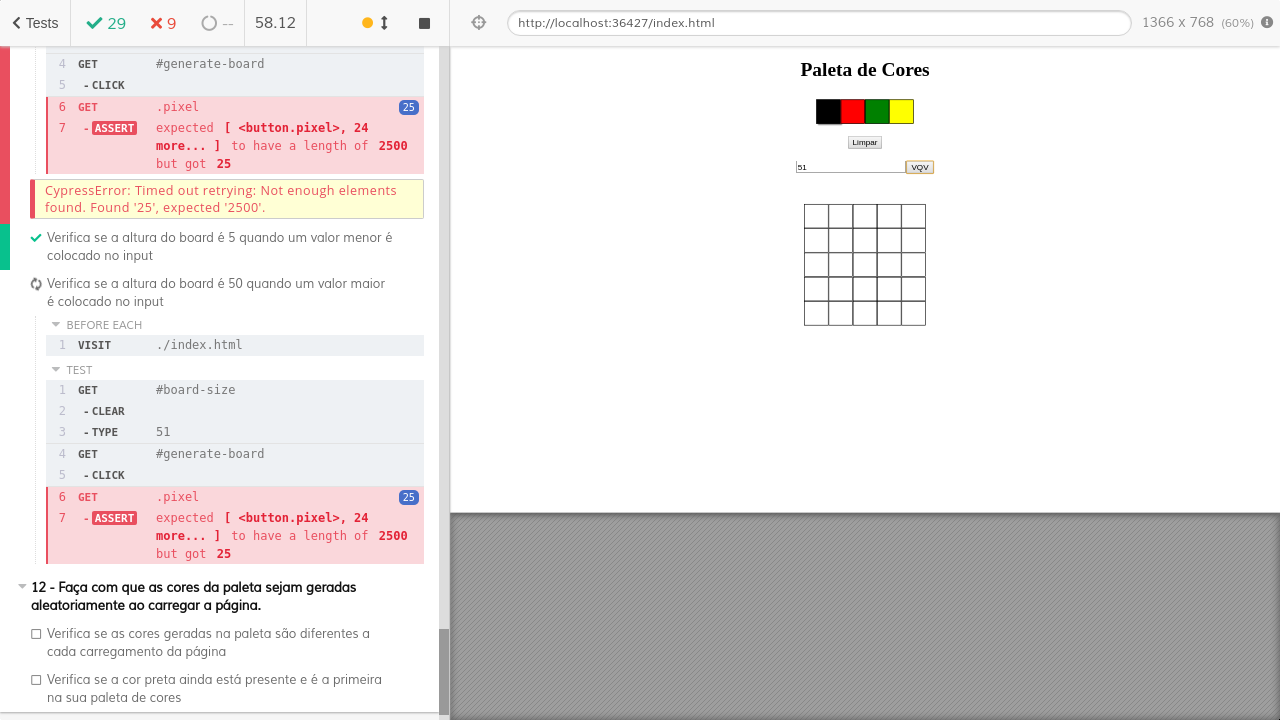 Tests
29
9
--
58.12
http://localhost:36427/index.html
1366 x 768 (60%)
4 GET #generate-board
5 - CLICK
6 GET .pixel 25
7 - ASSERT expected [ <button.pixel>, 24
more... ] to have a length of 2500
but got 25
CypressError: Timed out retrying: Not enough elements
found. Found '25', expected '2500'.
Verifica se a altura do board é 5 quando um valor menor é
colocado no input
Verifica se a altura do board é 50 quando um valor maior
é colocado no input
BEFORE EACH
1 VISIT ./index.html
TEST
1 GET #board-size
2 - CLEAR
3 - TYPE 51
4 GET #generate-board
5 - CLICK
6 GET .pixel 25
7 - ASSERT expected [ <button.pixel>, 24
more... ] to have a length of 2500
but got 25
12 - Faça com que as cores da paleta sejam geradas
aleatoriamente ao carregar a página.
Verifica se as cores geradas na paleta são diferentes a
cada carregamento da página
Verifica se a cor preta ainda está presente e é a primeira
na sua paleta de cores
Paleta de Cores
Limpar
51
VQV